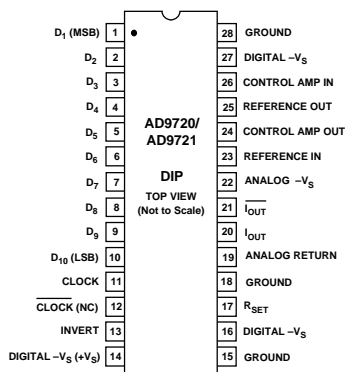 D1 (MSB) 1 28 GROUND
D2 2 27 DIGITAL –VS
D3 3 26 CONTROL AMP IN
D4 4 25 REFERENCE OUT
D5 5 24 CONTROL AMP OUT
D6 6 23 REFERENCE IN
D7 7 22 ANALOG –VS
D8 8 21 IOUT
D9 9 20 IOUT
D10 (LSB) 10 19 ANALOG RETURN
CLOCK 11 18 GROUND
CLOCK (NC) 12 17 RSET
INVERT 13 16 DIGITAL –VS
DIGITAL –VS (+VS) 14 15 GROUND
AD9720/
AD9721
DIP
TOP VIEW
(Not to Scale)